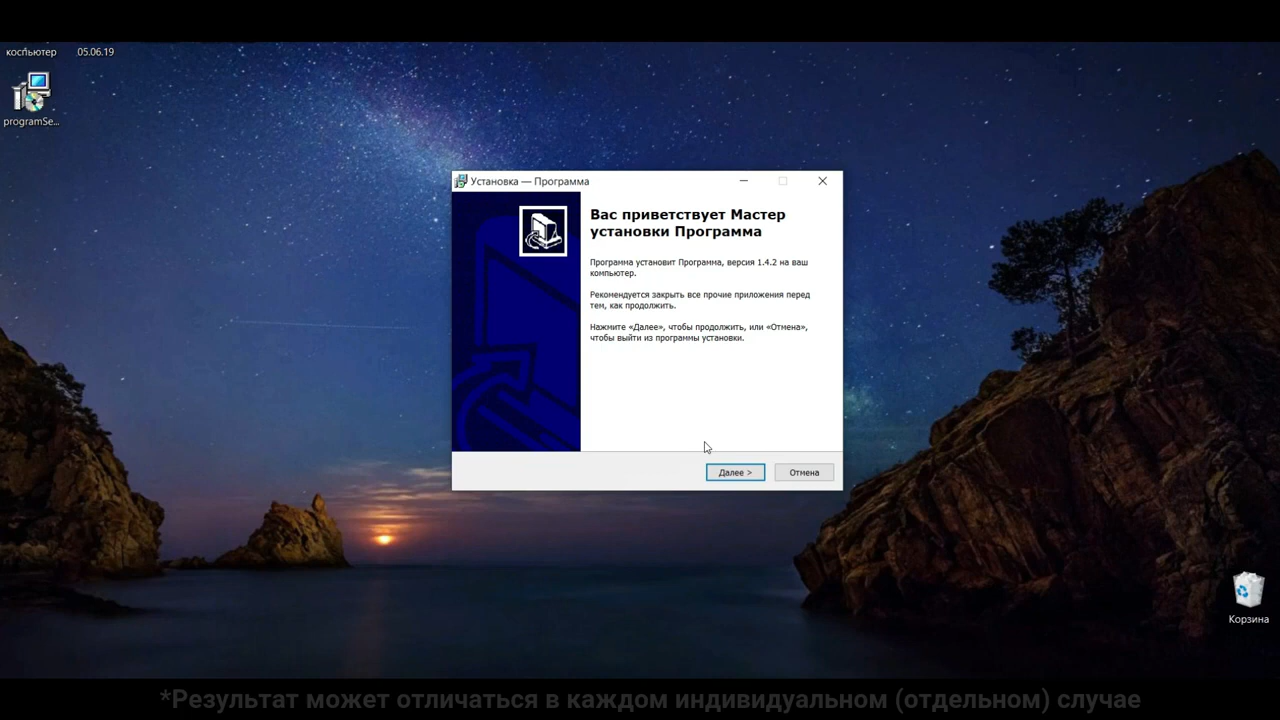 коспьютер
05.06.19
programSe...
Установка — Программа
Вас приветствует Мастер
установки Программа
Программа установит Программа, версия 1.4.2 на ваш
компьютер.
Рекомендуется закрыть все прочие приложения перед
тем, как продолжить.
Нажмите «Далее», чтобы продолжить, или «Отмена»,
чтобы выйти из программы установки.
Далее >
Отмена
Корзина
*Результат может отличаться в каждом индивидуальном (отдельном) случае